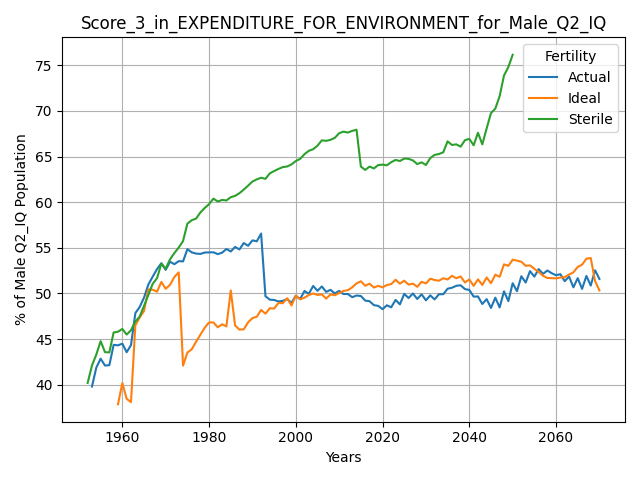 Score_3_in_EXPENDITURE_FOR_ENVIRONMENT_for_Male_Q2_IQ
Fertility
Actual
Ideal
Sterile
75
70
65
60
55
50
45
40
% of Male Q2_IQ Population
1960
1980
2000
2020
2040
2060
Years